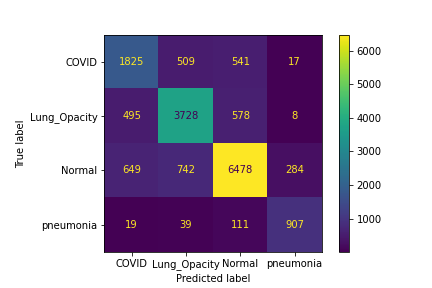 COVID 1825 509 541 17
Lung_Opacity 495 3728 578 8
Normal 649 742 6478 284
pneumonia 19 39 111 907
COVID Lung_Opacity Normal pneumonia
Predicted label
True label
6000
5000
4000
3000
2000
1000